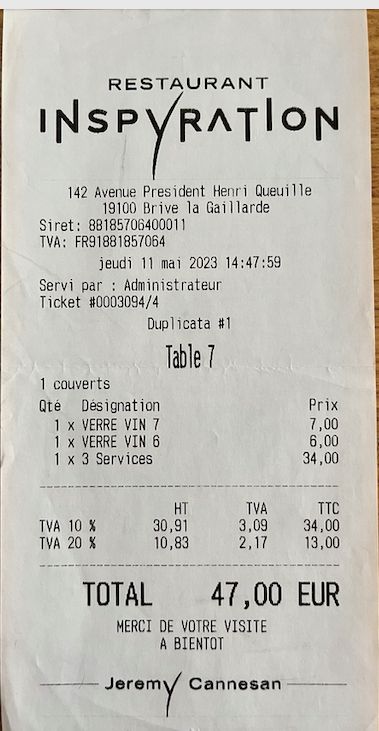 RESTAURANT
INSPYRATION
142 Avenue President Henri Queuille
19100 Brive la Gaillarde
Siret: 88185706400011
TVA: FR91881857064
jeudi 11 mai 2023 14:47:59
Servi par : Administrateur
Ticket #0003094/4
Duplicata #1
Table 7
1 couverts
Qté Désignation Prix
1 x VERRE VIN 7 7,00
1 x VERRE VIN 6 6,00
1 x 3 Services 34,00
HT TVA TTC
TVA 10 % 30,91 3,09 34,00
TVA 20 % 10,83 2,17 13,00
TOTAL 47,00 EUR
MERCI DE VOTRE VISITE
A BIENTOT
Jeremy Cannesan